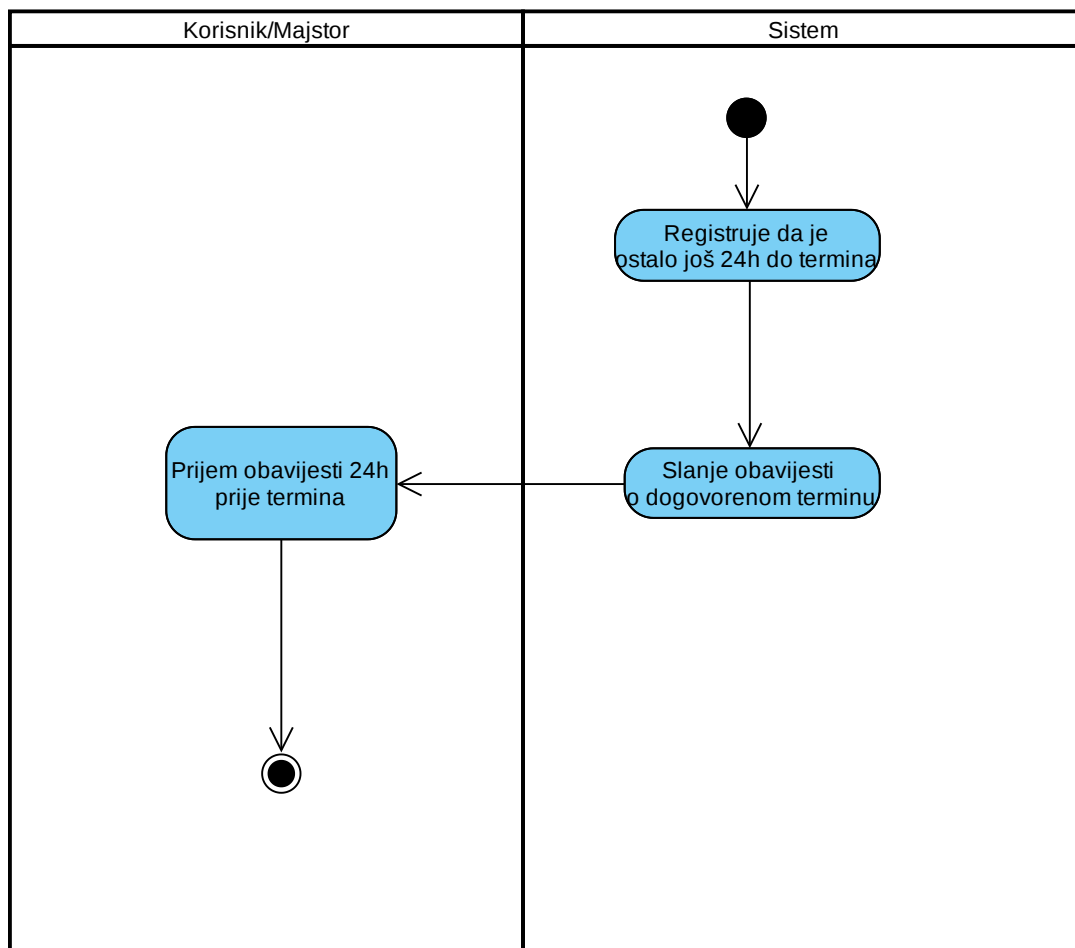 Korisnik/Majstor
Sistem
Registruje da je
ostalo još 24h do termina
Slanje obavijesti
o dogovorenom terminu
Prijem obavijesti 24h
prije termina